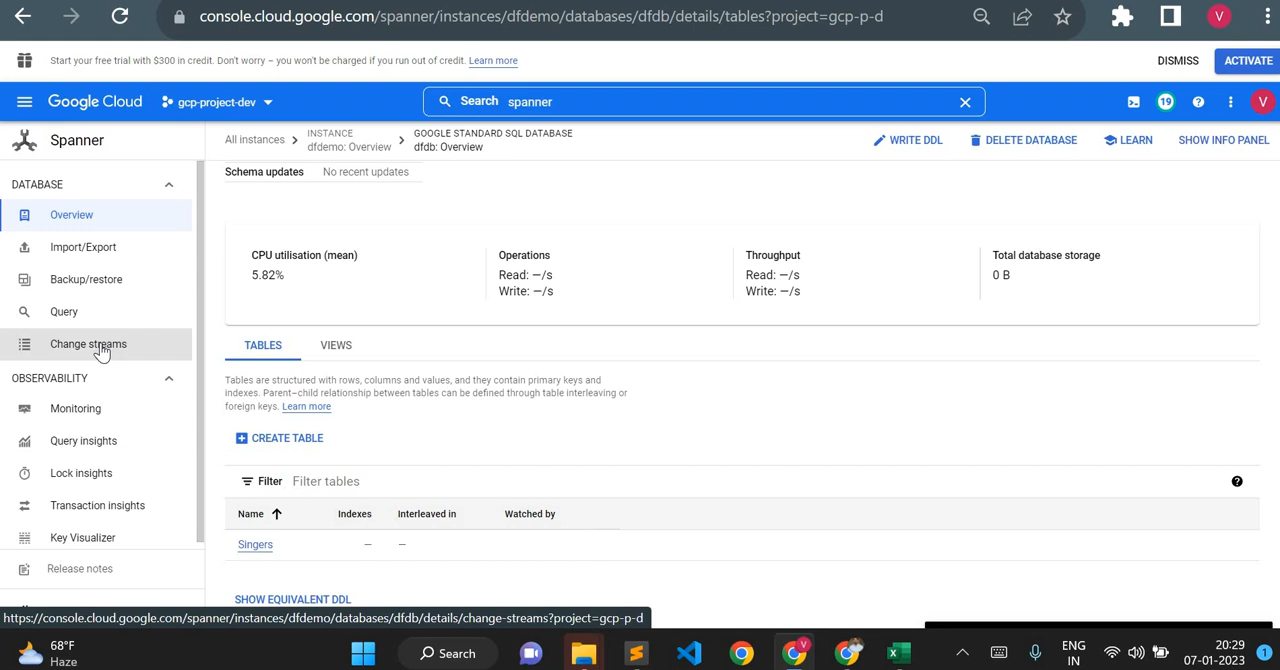 console.cloud.google.com/spanner/instances/dfdemo/databases/dfdb/details/tables?project=gcp-p-d
V
Start your free trial with $300 in credit. Don't worry – you won't be charged if you run out of credit. Learn more
DISMISS
ACTIVATE
Google Cloud
gcp-project-dev
Search spanner
19
V
Spanner
All instances
INSTANCE
dfdemo: Overview
GOOGLE STANDARD SQL DATABASE
dfdb: Overview
WRITE DDL
DELETE DATABASE
LEARN
SHOW INFO PANEL
DATABASE
Overview
Import/Export
Backup/restore
Query
Change streams
OBSERVABILITY
Monitoring
Query insights
Lock insights
Transaction insights
Key Visualizer
Release notes
Schema updates No recent updates
CPU utilisation (mean)
5.82%
Operations
Read: —/s
Write: —/s
Throughput
Read: —/s
Write: —/s
Total database storage
0 B
TABLES
VIEWS
Tables are structured with rows, columns and values, and they contain primary keys and
indexes. Parent–child relationship between tables can be defined through table interleaving or
foreign keys. Learn more
CREATE TABLE
Filter Filter tables
Name Indexes Interleaved in Watched by
Singers — —
SHOW EQUIVALENT DDL
https://console.cloud.google.com/spanner/instances/dfdemo/databases/dfdb/details/change-streams?project=gcp-p-d
68°F
Haze
Search
V
ENG
IN
20:29
07-01-2023
1